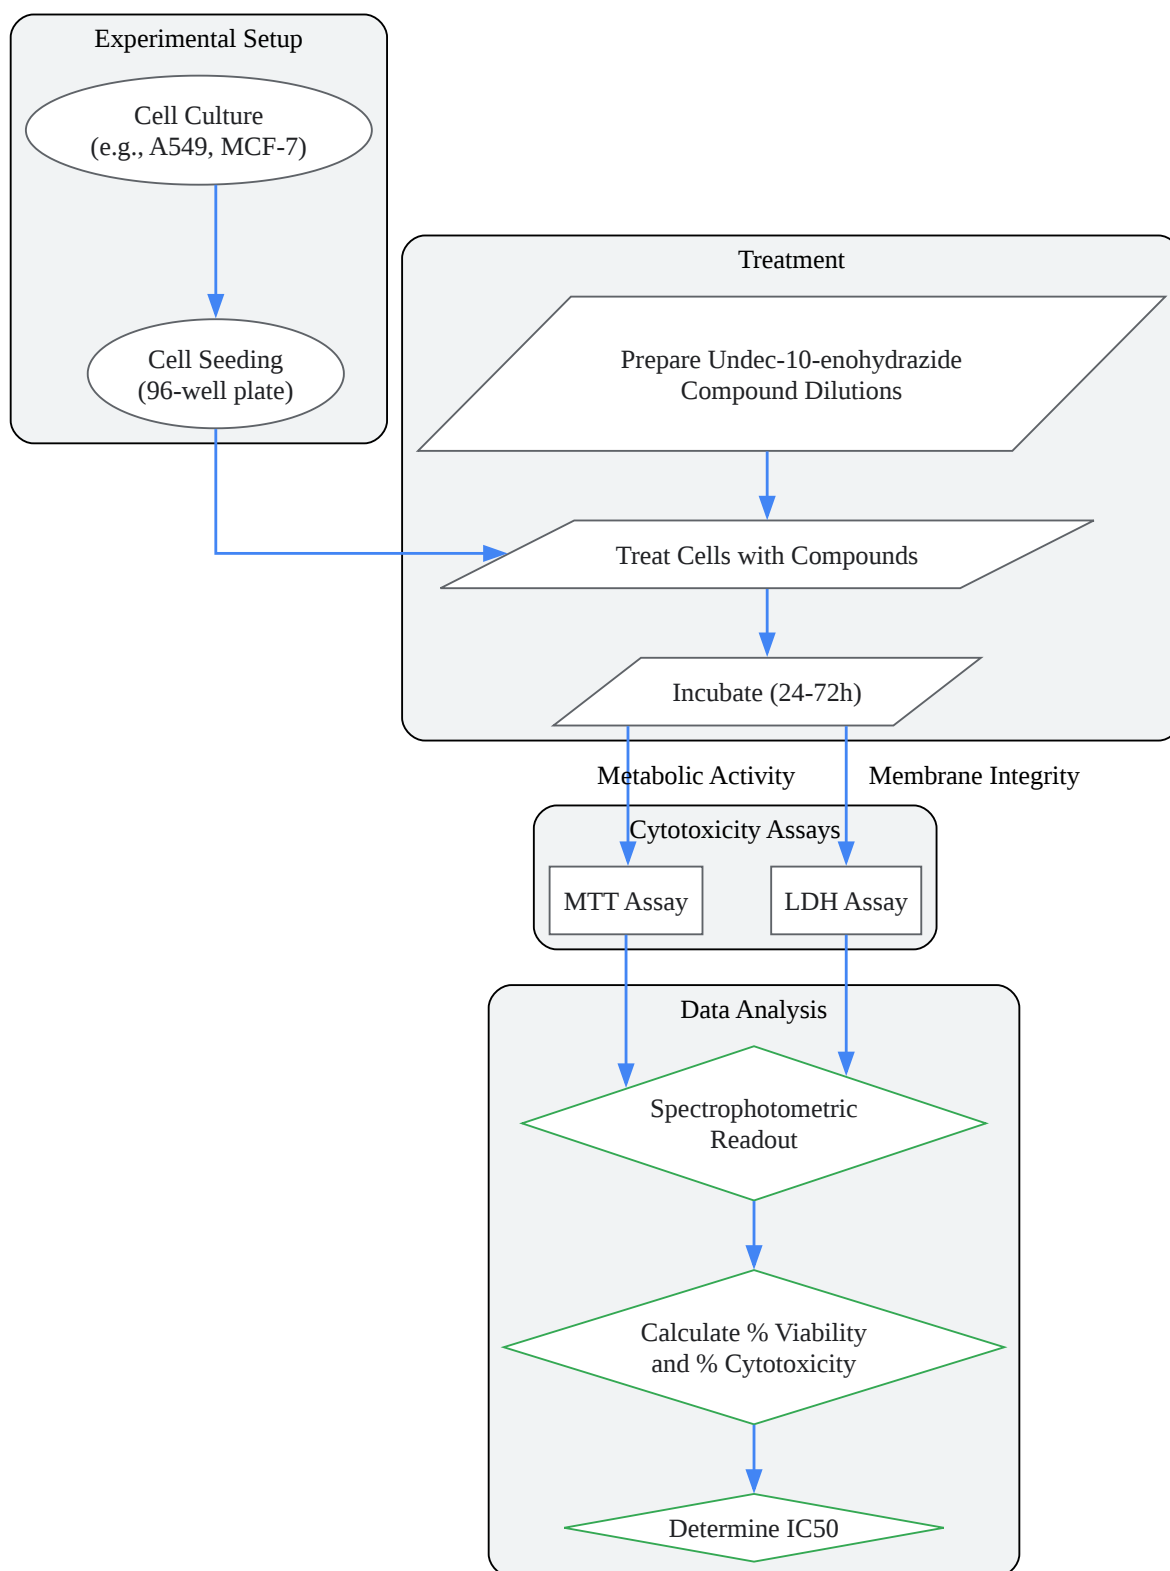 Experimental Setup
Cell Culture
(e.g., A549, MCF-7)
Cell Seeding
(96-well plate)
Treatment
Prepare Undec-10-enohydrazide
Compound Dilutions
Treat Cells with Compounds
Incubate (24-72h)
Metabolic Activity
Membrane Integrity
Cytotoxicity Assays
MTT Assay
LDH Assay
Data Analysis
Spectrophotometric
Readout
Calculate % Viability
and % Cytotoxicity
Determine IC50